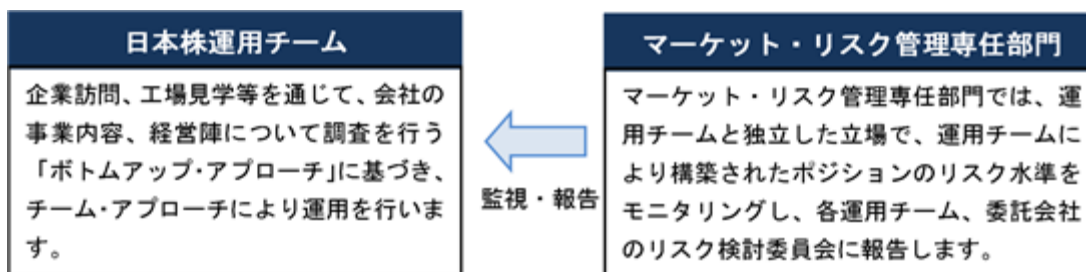 日本株運用チーム
企業訪問、工場見学等を通じて、会社の
事業内容、経営陣について調査を行う
「ボトムアップ・アプローチ」に基づき、
チーム・アプローチにより運用を行いま
す。
監視・報告
マーケット・リスク管理専任部門
マーケット・リスク管理専任部門では、運
用チームと独立した立場で、運用チームに
より構築されたポジションのリスク水準を
モニタリングし、各運用チーム、委託会社
のリスク検討委員会に報告します。